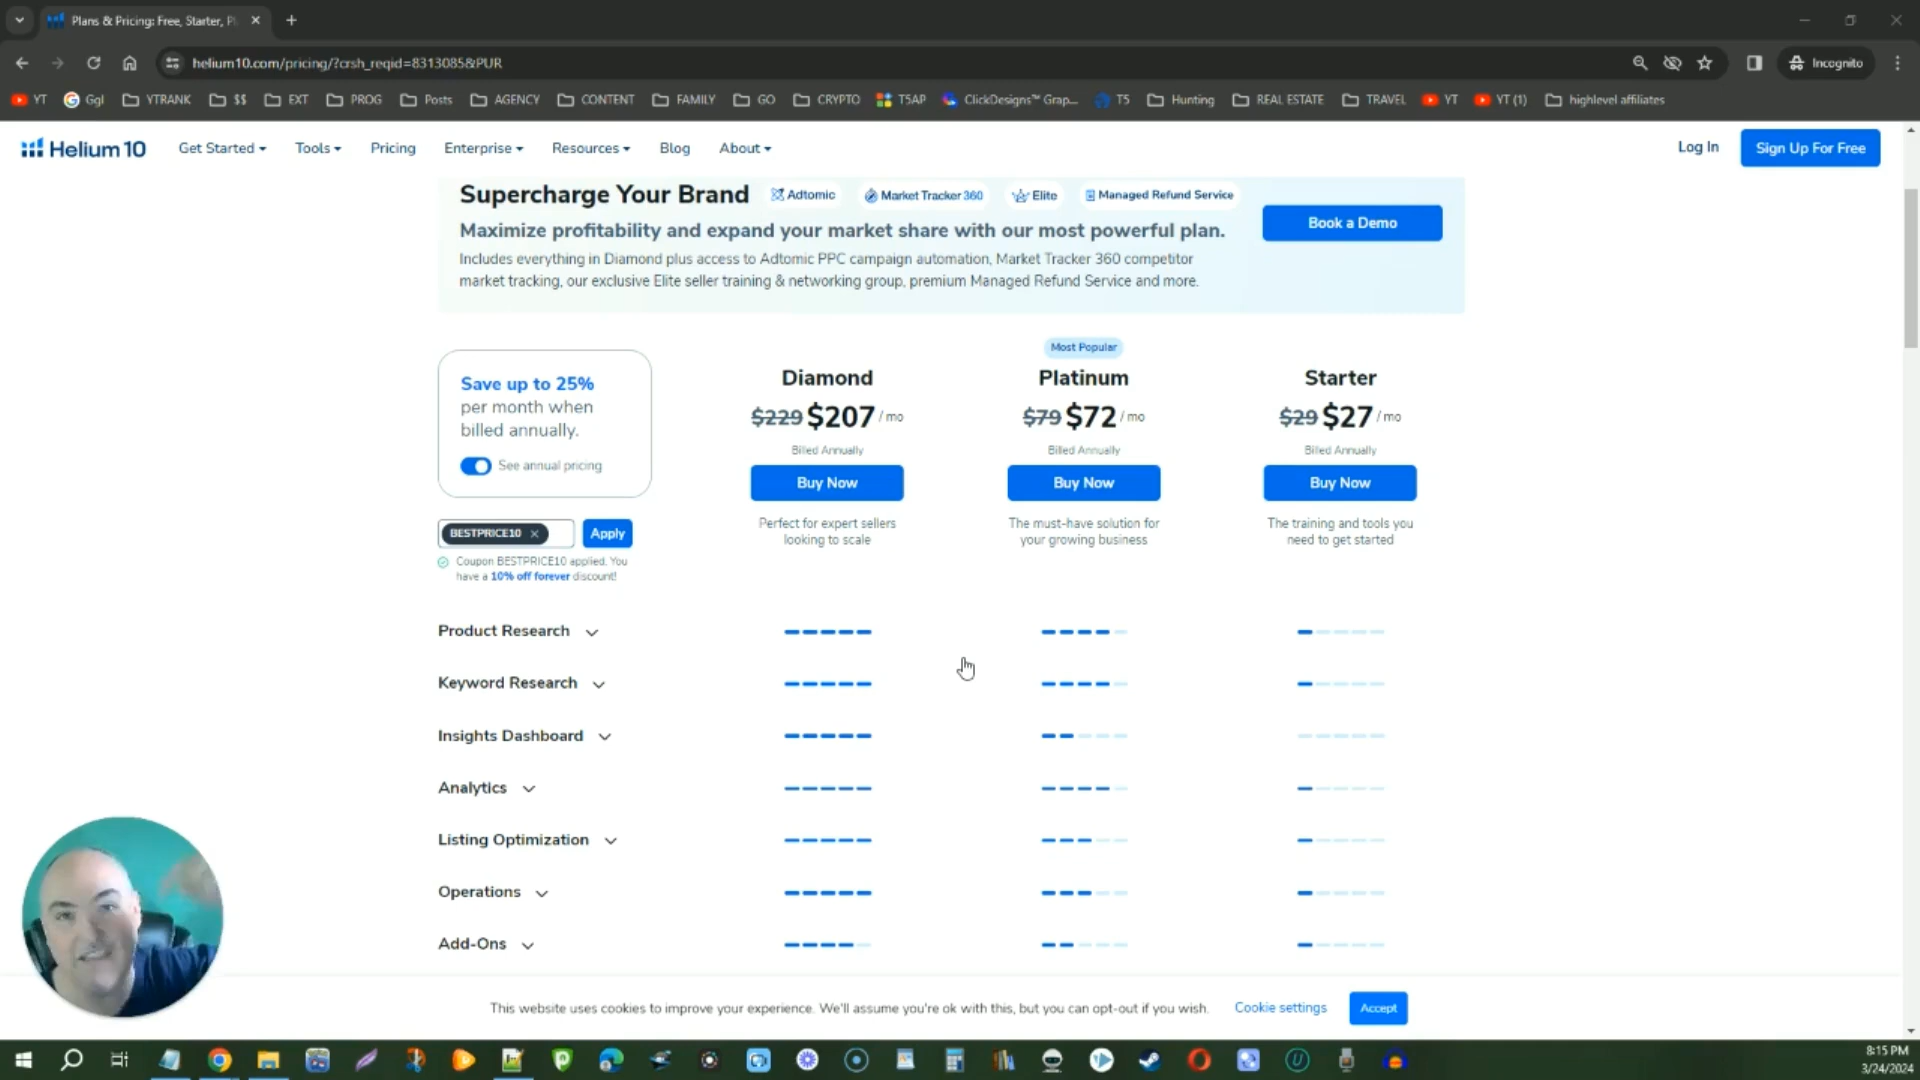 Plans & Pricing: Free, Starter, Pl
helium10.com/pricing/?crsh_reqid=8313085&PUR
Incognito
YT
Ggl
YTRANK
$$
EXT
PROG
Posts
AGENCY
CONTENT
FAMILY
GO
CRYPTO
T5AP
ClickDesigns™ Grap...
T5
Hunting
REAL ESTATE
TRAVEL
YT
YT (1)
highlevel affiliates
Helium 10
Get Started
Tools
Pricing
Enterprise
Resources
Blog
About
Log In
Sign Up For Free
Supercharge Your Brand
Adtomic
Market Tracker 360
Elite
Managed Refund Service
Maximize profitability and expand your market share with our most powerful plan.
Includes everything in Diamond plus access to Adtomic PPC campaign automation, Market Tracker 360 competitor
market tracking, our exclusive Elite seller training & networking group, premium Managed Refund Service and more.
Book a Demo
Save up to 25%
per month when
billed annually.
See annual pricing
BESTPRICE10
Apply
Coupon BESTPRICE10 applied. You
have a 10% off forever discount!
Diamond
$229 $207 / mo
Billed Annually
Buy Now
Perfect for expert sellers
looking to scale
Most Popular
Platinum
$79 $72 / mo
Billed Annually
Buy Now
The must-have solution for
your growing business
Starter
$29 $27 / mo
Billed Annually
Buy Now
The training and tools you
need to get started
Product Research
Keyword Research
Insights Dashboard
Analytics
Listing Optimization
Operations
Add-Ons
This website uses cookies to improve your experience. We'll assume you're ok with this, but you can opt-out if you wish.
Cookie settings
Accept
8:15 PM
3/24/2024